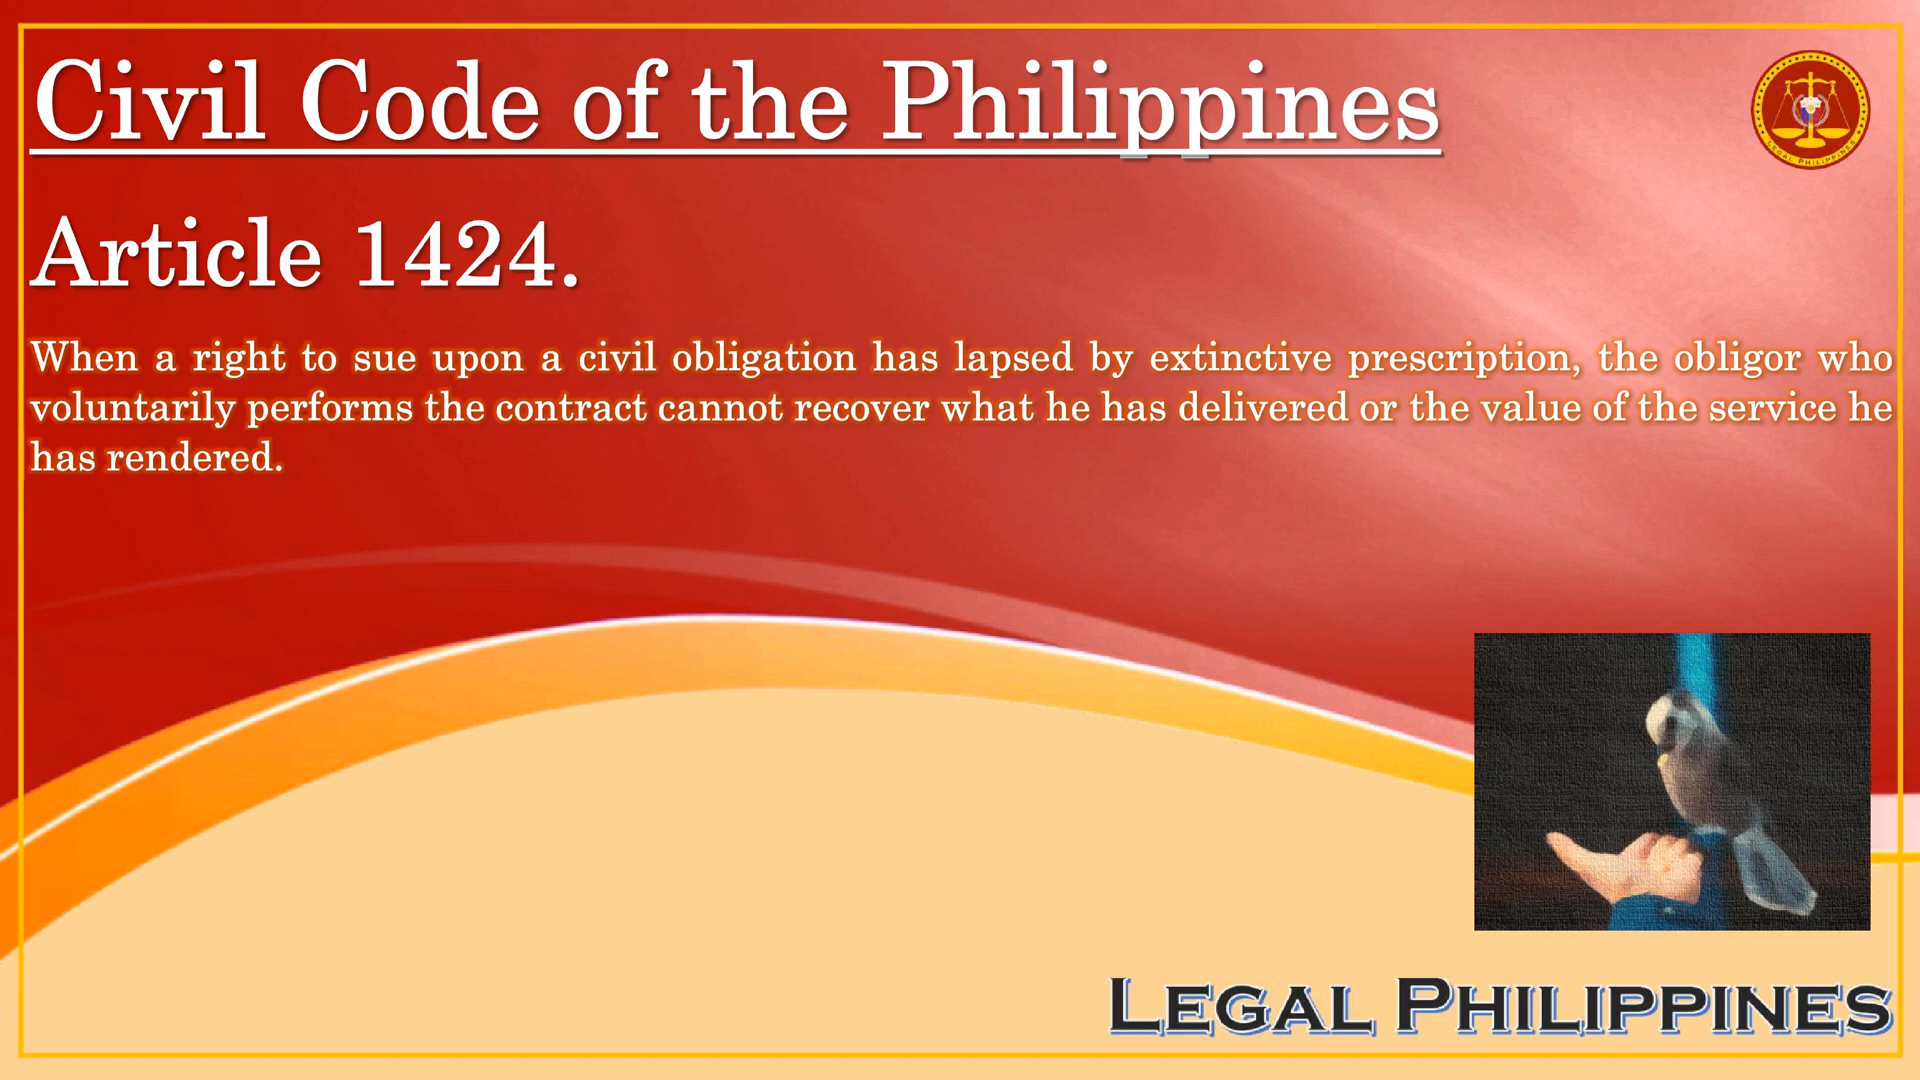 Civil Code of the Philippines
LEGAL PHILIPPINES
Article 1424.
When a right to sue upon a civil obligation has lapsed by extinctive prescription, the obligor who
voluntarily performs the contract cannot recover what he has delivered or the value of the service he
has rendered.
LEGAL PHILIPPINES